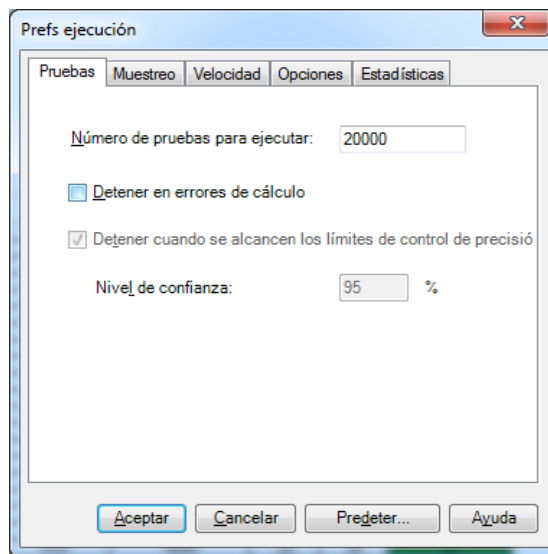 Prefs ejecución
Pruebas Muestreo Velocidad Opciones Estadísticas
Número de pruebas para ejecutar: 20000
Detener en errores de cálculo
Detener cuando se alcancen los límites de control de precisió
Nivel de confianza: 95 %
Aceptar Cancelar Predeter... Ayuda